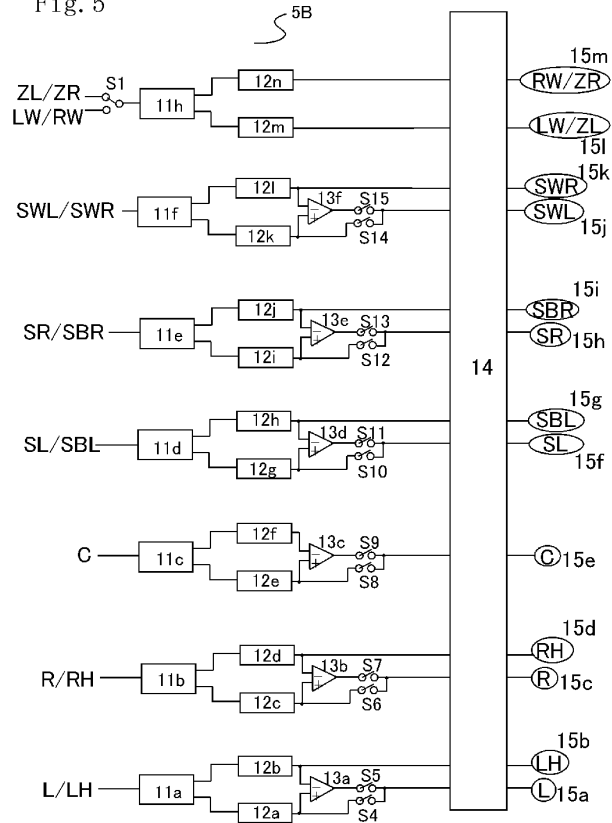 Fig. 5
5B
ZL/ZR
LW/RW
S1
11h
12n
12m
15m
RW/ZR
LW/ZL
15l
SWL/SWR
11f
12l
12k
13f
S15
S14
15k
SWR
SWL
15j
SR/SBR
11e
12j
12i
13e
S13
S12
15i
SBR
SR
15h
14
SL/SBL
11d
12h
12g
13d
S11
S10
15g
SBL
SL
15f
C
11c
12f
12e
13c
S9
S8
C
15e
R/RH
11b
12d
12c
13b
S7
S6
15d
RH
R
15c
L/LH
11a
12b
12a
13a
S5
S4
15b
LH
L
15a